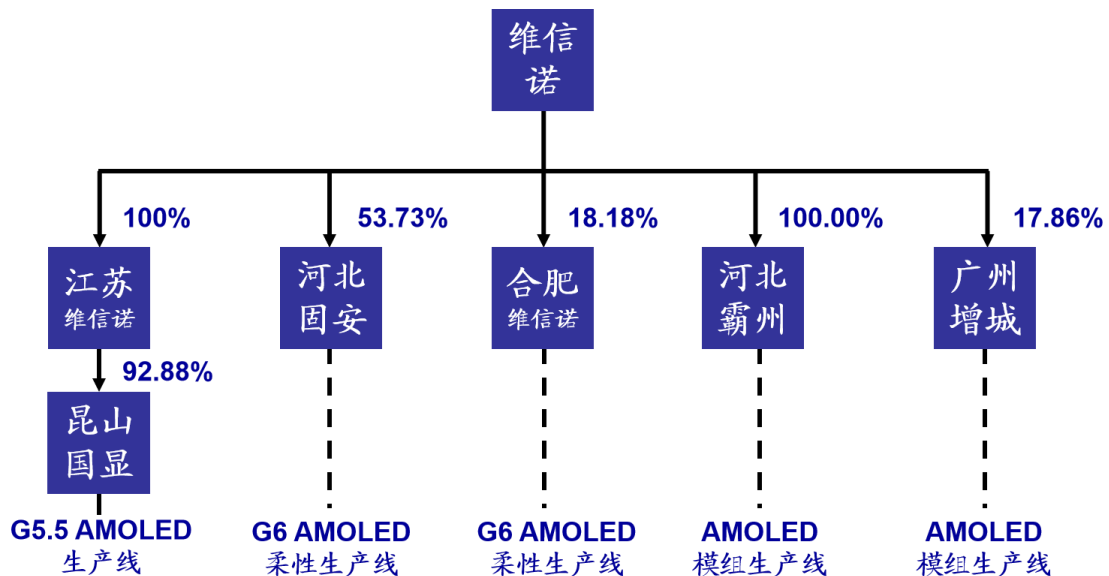 维信
诺
100%
53.73%
18.18%
100.00%
17.86%
江苏
维信诺
河北
固安
合肥
维信诺
河北
霸州
广州
增城
92.88%
昆山
国显
G5.5 AMOLED
生产线
G6 AMOLED
柔性生产线
G6 AMOLED
柔性生产线
AMOLED
模组生产线
AMOLED
模组生产线